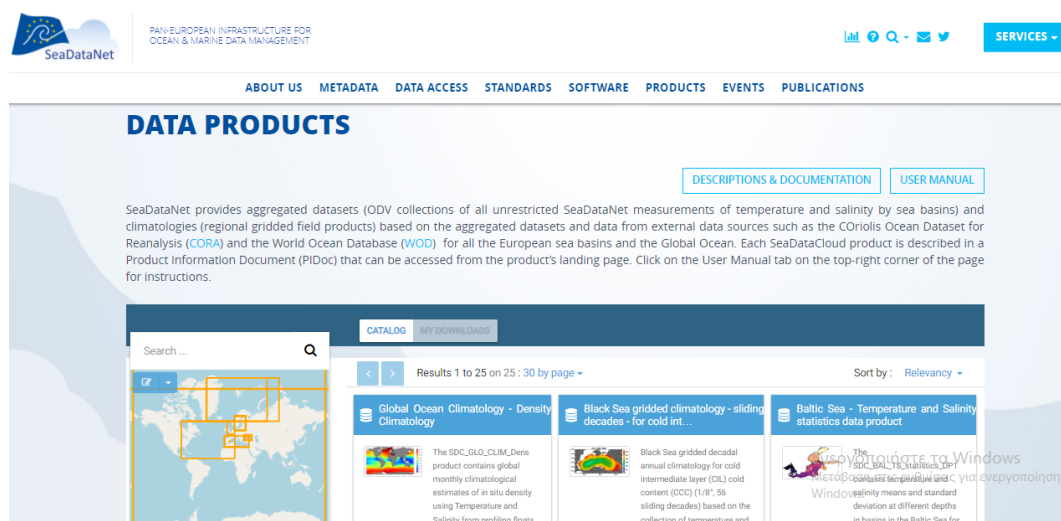 SeaDataNet
PAN-EUROPEAN INFRASTRUCTURE FOR
OCEAN & MARINE DATA MANAGEMENT
SERVICES
ABOUT US METADATA DATA ACCESS STANDARDS SOFTWARE PRODUCTS EVENTS PUBLICATIONS
DATA PRODUCTS
DESCRIPTIONS & DOCUMENTATION USER MANUAL
SeaDataNet provides aggregated datasets (ODV collections of all unrestricted SeaDataNet measurements of temperature and salinity by sea basins) and
climatologies (regional gridded field products) based on the aggregated datasets and data from external data sources such as the COriolis Ocean Dataset for
Reanalysis (CORA) and the World Ocean Database (WOD) for all the European sea basins and the Global Ocean. Each SeaDataCloud product is described in a
Product Information Document (PIDoc) that can be accessed from the product's landing page. Click on the User Manual tab on the top-right corner of the page
for instructions.
CATALOG MY DOWNLOADS
Search ...
Results 1 to 25 on 25 : 30 by page
Sort by : Relevancy
Global Ocean Climatology - Density
Climatology
The SDC_GLO_CLIM_Dens
product contains global
monthly climatological
estimates of in situ density
using Temperature and
Salinity from profiling floats
Black Sea gridded climatology - sliding
decades - for cold int...
Black Sea gridded decadal
annual climatology for cold
intermediate layer (CIL) cold
content (CCC) (1/8°, 56
sliding decades) based on the
collection of temperature and
Baltic Sea - Temperature and Salinity
statistics data product
The
SDC_BAL_TS_statistics_DP1
contains temperature and
salinity means and standard
deviation at different depths
in basins in the Baltic Sea for
Ενεργοποιήστε τα Windows
Μετάβαση στις ρυθμίσεις για ενεργοποίηση
Windows.